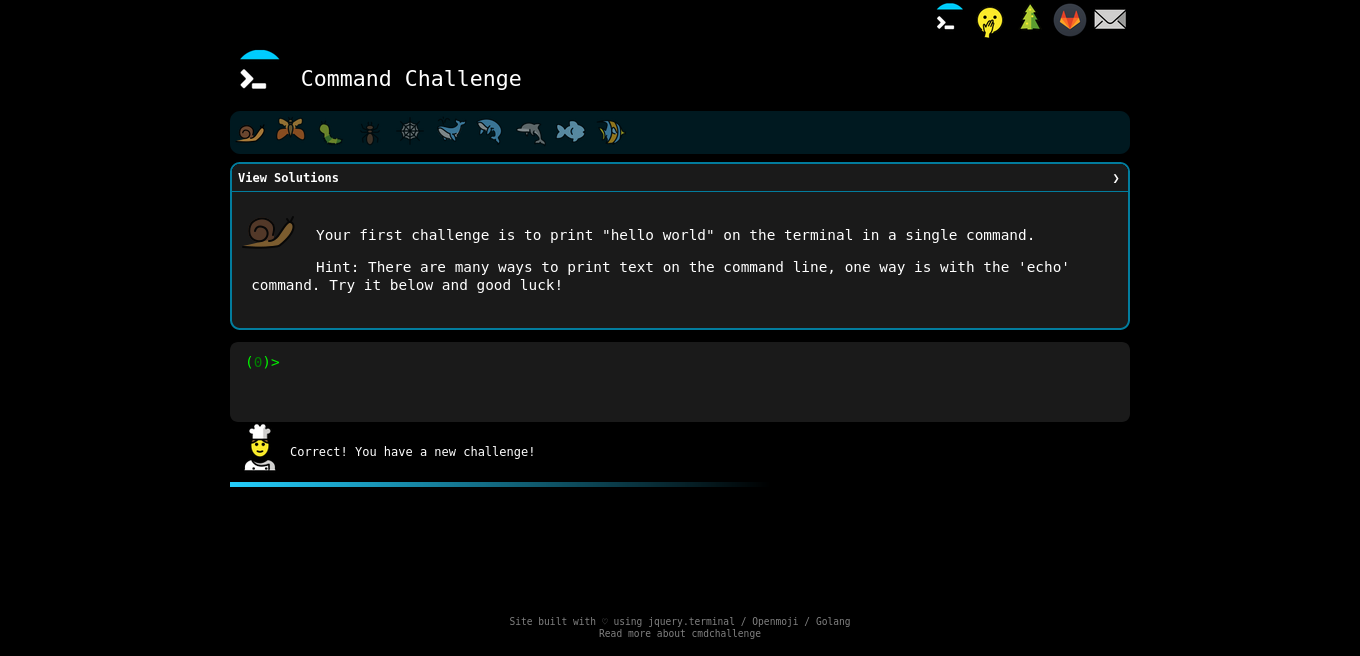 Command Challenge
View Solutions ❯
Your first challenge is to print "hello world" on the terminal in a single command.
Hint: There are many ways to print text on the command line, one way is with the 'echo'
command. Try it below and good luck!
(0)>
Correct! You have a new challenge!
Site built with ♡ using jquery.terminal / Openmoji / Golang
Read more about cmdchallenge